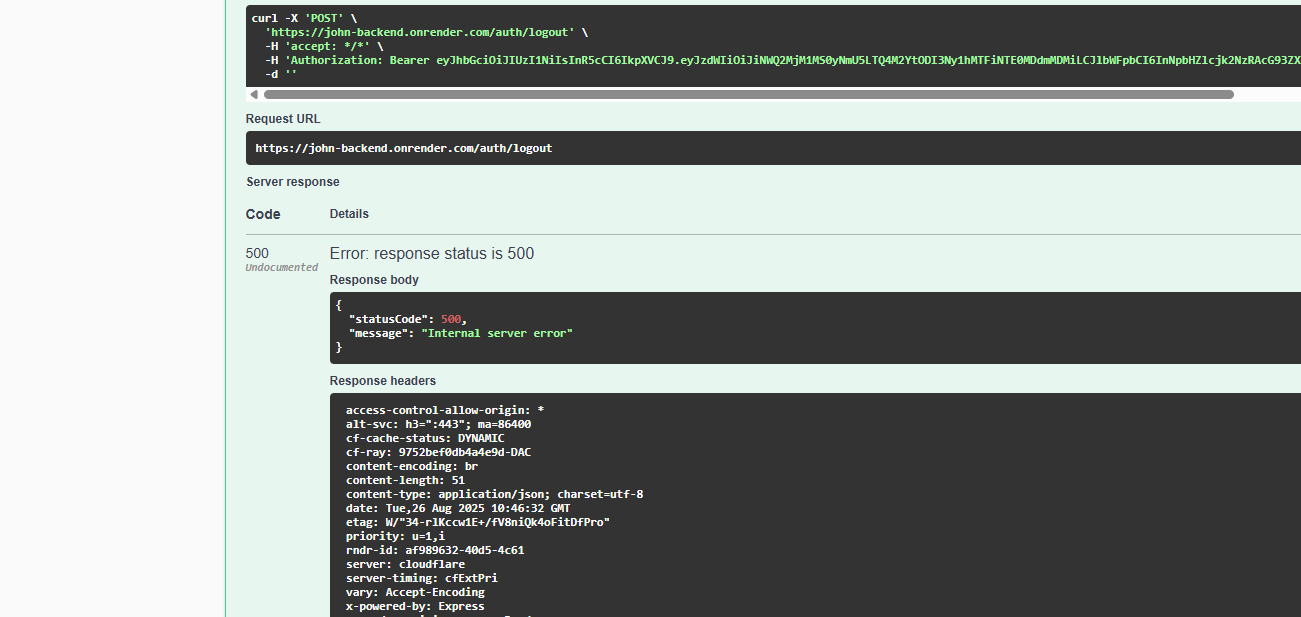 curl -X 'POST' \
'https://john-backend.onrender.com/auth/logout' \
-H 'accept: */*' \
-H 'Authorization: Bearer
-d ''
Request URL
https://john-backend.onrender.com/auth/logout
Server response
Code Details
500 Error: response status is 500
Undocumented
Response body
{
"statusCode": 500,
"message": "Internal server error"
}
Response headers
access-control-allow-origin: *
alt-svc: h3=":443"; ma=86400
cf-cache-status: DYNAMIC
cf-ray: 9752bef0db4a4e9d-DAC
content-encoding: br
content-length: 51
content-type: application/json; charset=utf-8
date: Tue,26 Aug 2025 10:46:32 GMT
etag: W/"34-rlKccw1E+/fV8niQk4oFitDfPro"
priority: u=1,i
rndr-id: af989632-40d5-4c61
server: cloudflare
server-timing: cfExtPri
vary: Accept-Encoding
x-powered-by: Express